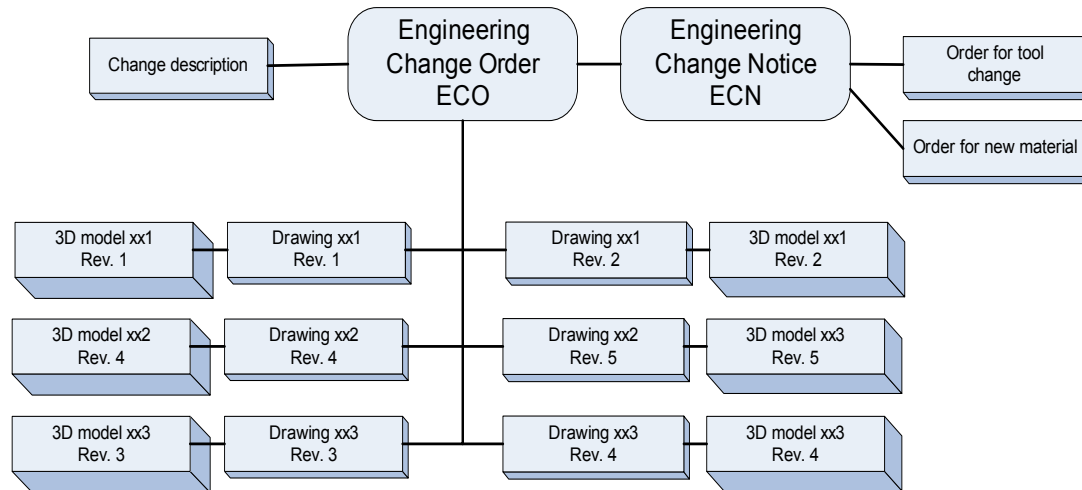 Change description
Engineering
Change Order
ECO
Engineering
Change Notice
ECN
Order for tool
change
Order for new material
3D model xx1
Rev. 1
Drawing xx1
Rev. 1
Drawing xx1
Rev. 2
3D model xx1
Rev. 2
3D model xx2
Rev. 4
Drawing xx2
Rev. 4
Drawing xx2
Rev. 5
3D model xx3
Rev. 5
3D model xx3
Rev. 3
Drawing xx3
Rev. 3
Drawing xx3
Rev. 4
3D model xx3
Rev. 4